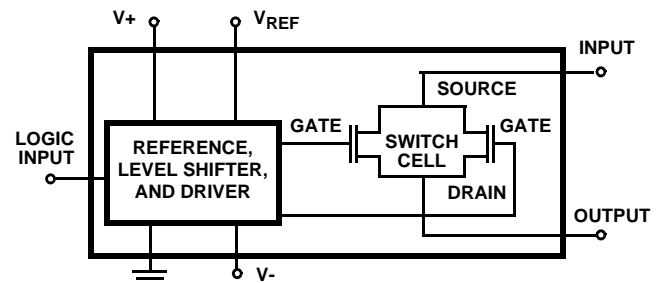 V+
VREF
INPUT
SOURCE
GATE
GATE
SWITCH
CELL
LOGIC
INPUT
REFERENCE,
LEVEL SHIFTER,
AND DRIVER
DRAIN
OUTPUT
V-